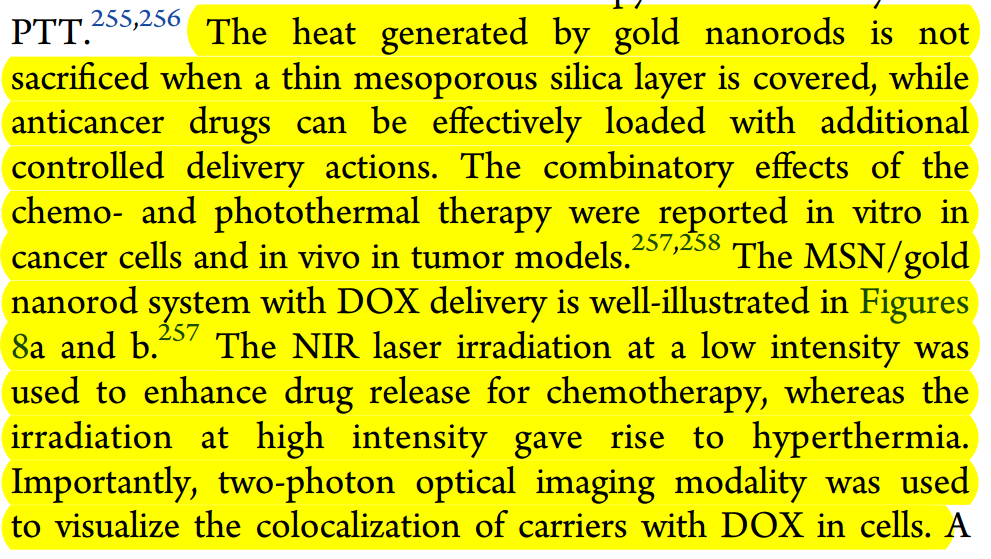 PTT.255,256 The heat generated by gold nanorods is not
sacrificed when a thin mesoporous silica layer is covered, while
anticancer drugs can be effectively loaded with additional
controlled delivery actions. The combinatory effects of the
chemo- and photothermal therapy were reported in vitro in
cancer cells and in vivo in tumor models.257,258 The MSN/gold
nanorod system with DOX delivery is well-illustrated in Figures
8a and b.257 The NIR laser irradiation at a low intensity was
used to enhance drug release for chemotherapy, whereas the
irradiation at high intensity gave rise to hyperthermia.
Importantly, two-photon optical imaging modality was used
to visualize the colocalization of carriers with DOX in cells. A